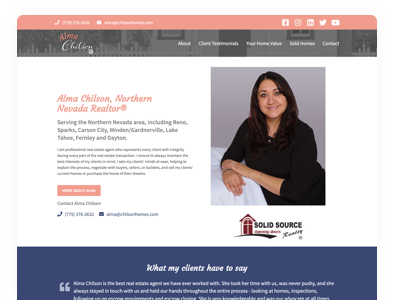 (775) 376-2632 alma@chilsonhomes.com
Alma
Chilson
About Client Testimonials Your Home Value Sold Homes Contact
Alma Chilson, Northern
Nevada Realtor®
Serving the Northern Nevada area, including Reno,
Sparks, Carson City, Minden/Gardnerville, Lake
Tahoe, Fernley and Dayton.
I am professional real estate agent who represents every client with integrity
during every part of the real estate transaction. I ensure to always maintain the
best interests of my clients in mind. I sets my clients' minds at ease, helping to
explain the process, negotiate with buyers, sellers, or builders, and sell my clients'
current homes or purchase the home of their dreams.
MORE ABOUT ALMA
Contact Alma Chilson
(775) 376-2632 alma@chilsonhomes.com
SOLID SOURCE
Opening Doors Realty ®
What my clients have to say
Alma Chilson is the best real estate agent we have ever worked with. She took her time with us, was never pushy, and she
always stayed in touch with us and held our hands throughout the entire process - looking at homes, inspections,
following up on escrow requirements and escrow closing. She is very knowledgeable and was our advocate at all times